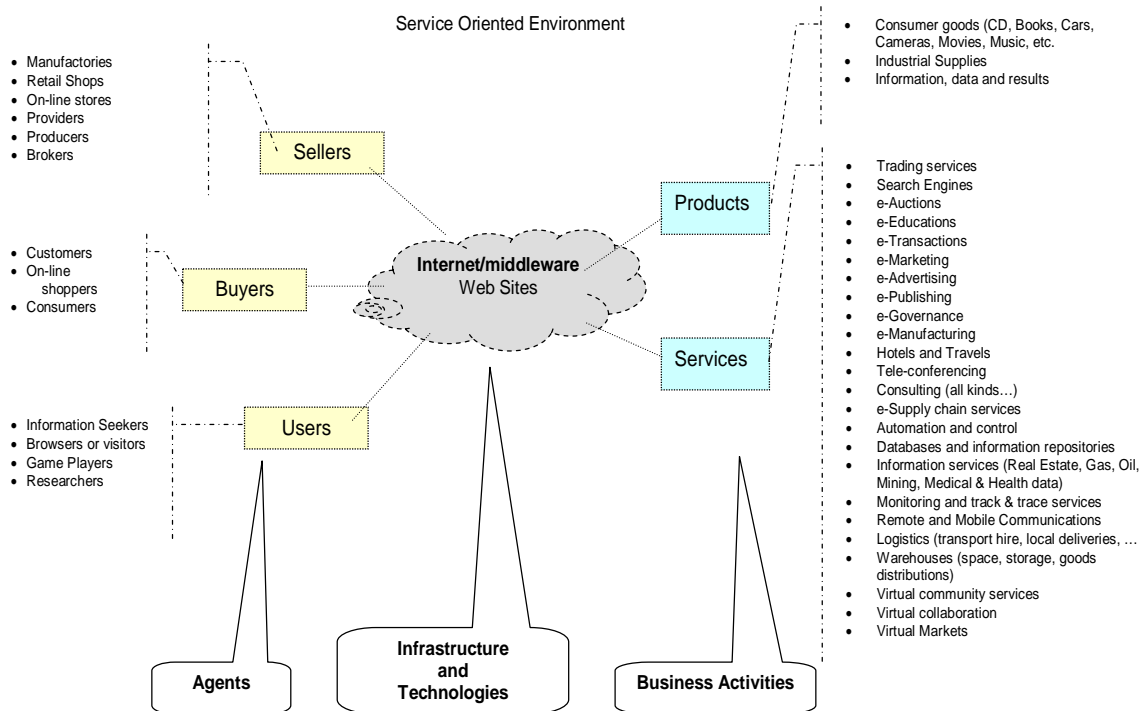 Service Oriented Environment
• Manufactories
• Retail Shops
• On-line stores
• Providers
• Producers
• Brokers
Sellers
• Customers
• On-line
shoppers
• Consumers
Buyers
• Information Seekers
• Browsers or visitors
• Game Players
• Researchers
Users
Internet/middleware
Web Sites
Products
Services
• Consumer goods (CD, Books, Cars,
Cameras, Movies, Music, etc.
• Industrial Supplies
• Information, data and results
• Trading services
• Search Engines
• e-Auctions
• e-Educations
• e-Transactions
• e-Marketing
• e-Advertising
• e-Publishing
• e-Governance
• e-Manufacturing
• Hotels and Travels
• Tele-conferencing
• Consulting (all kinds…)
• e-Supply chain services
• Automation and control
• Databases and information repositories
• Information services (Real Estate, Gas, Oil,
Mining, Medical & Health data)
• Monitoring and track & trace services
• Remote and Mobile Communications
• Logistics (transport hire, local deliveries, …
• Warehouses (space, storage, goods
distributions)
• Virtual community services
• Virtual collaboration
• Virtual Markets
Agents
Infrastructure
and
Technologies
Business Activities